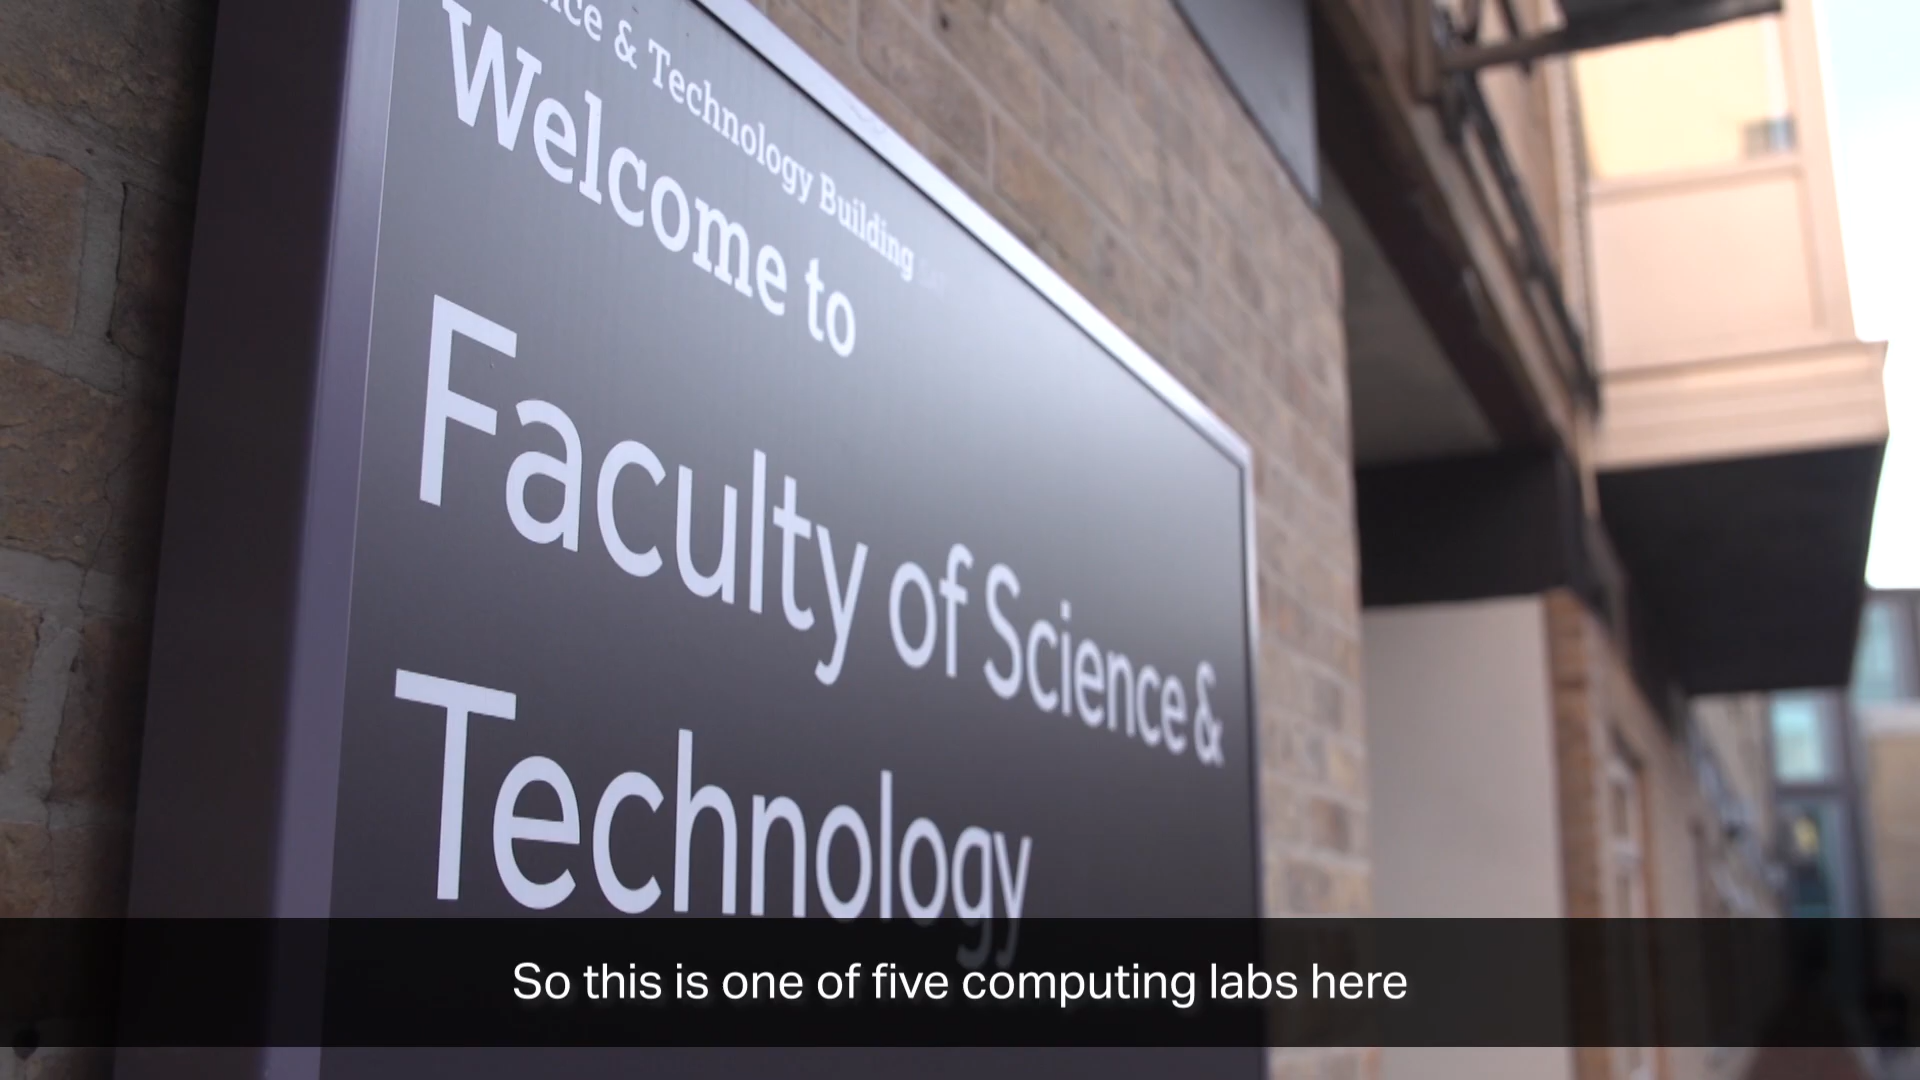 & Technology Building
Welcome to
Faculty of Science &
Technology
So this is one of five computing labs here